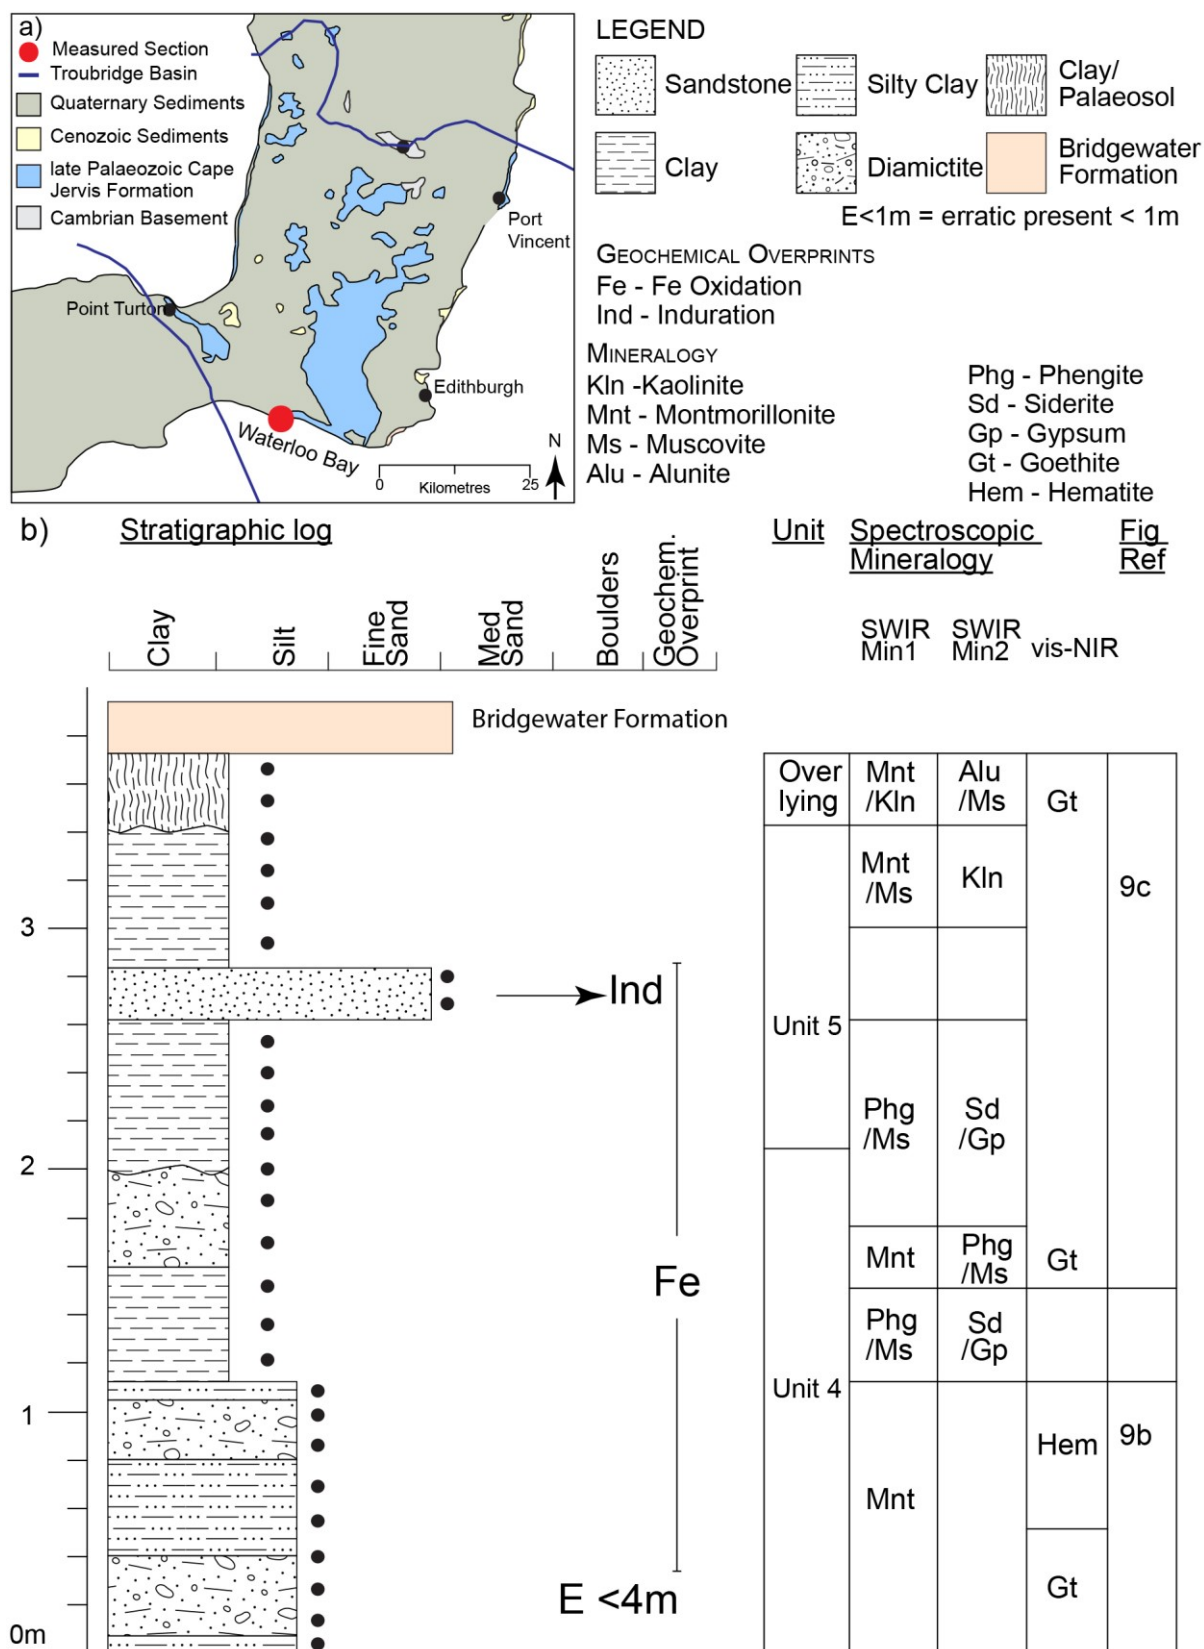 a)
Measured Section
Troubridge Basin
Quaternary Sediments
Cenozoic Sediments
late Palaeozoic Cape
Jervis Formation
Cambrian Basement
Port
Vincent
Point Turton
Edithburgh
Waterloo Bay
N
0
25
Kilometres
LEGEND
Sandstone
Silty Clay
Clay/
Palaeosol
Clay
Diamictite
Bridgewater
Formation
E<1m = erratic present < 1m
GEOCHEMICAL OVERPRINTS
Fe - Fe Oxidation
Ind - Induration
MINERALOGY
Kln -Kaolinite
Mnt - Montmorillonite
Ms - Muscovite
Alu - Alunite
Phg - Phengite
Sd - Siderite
Gp - Gypsum
Gt - Goethite
Hem - Hematite
b)
Stratigraphic log
Unit
Spectroscopic
Mineralogy
Fig
Ref
Clay
Silt
Fine
Sand
Med
Sand
Boulders
Geochem.
Overprint
SWIR
Min1
SWIR
Min2
vis-NIR
Bridgewater Formation
Over
lying
Mnt
/Kln
Alu
/Ms
Gt
Mnt
/Ms
Kln
9c
3
Ind
Unit 5
Phg
/Ms
Sd
/Gp
2
Mnt
Phg
/Ms
Gt
Fe
Phg
/Ms
Sd
/Gp
Unit 4
1
Hem
9b
Mnt
E <4m
Gt
0m